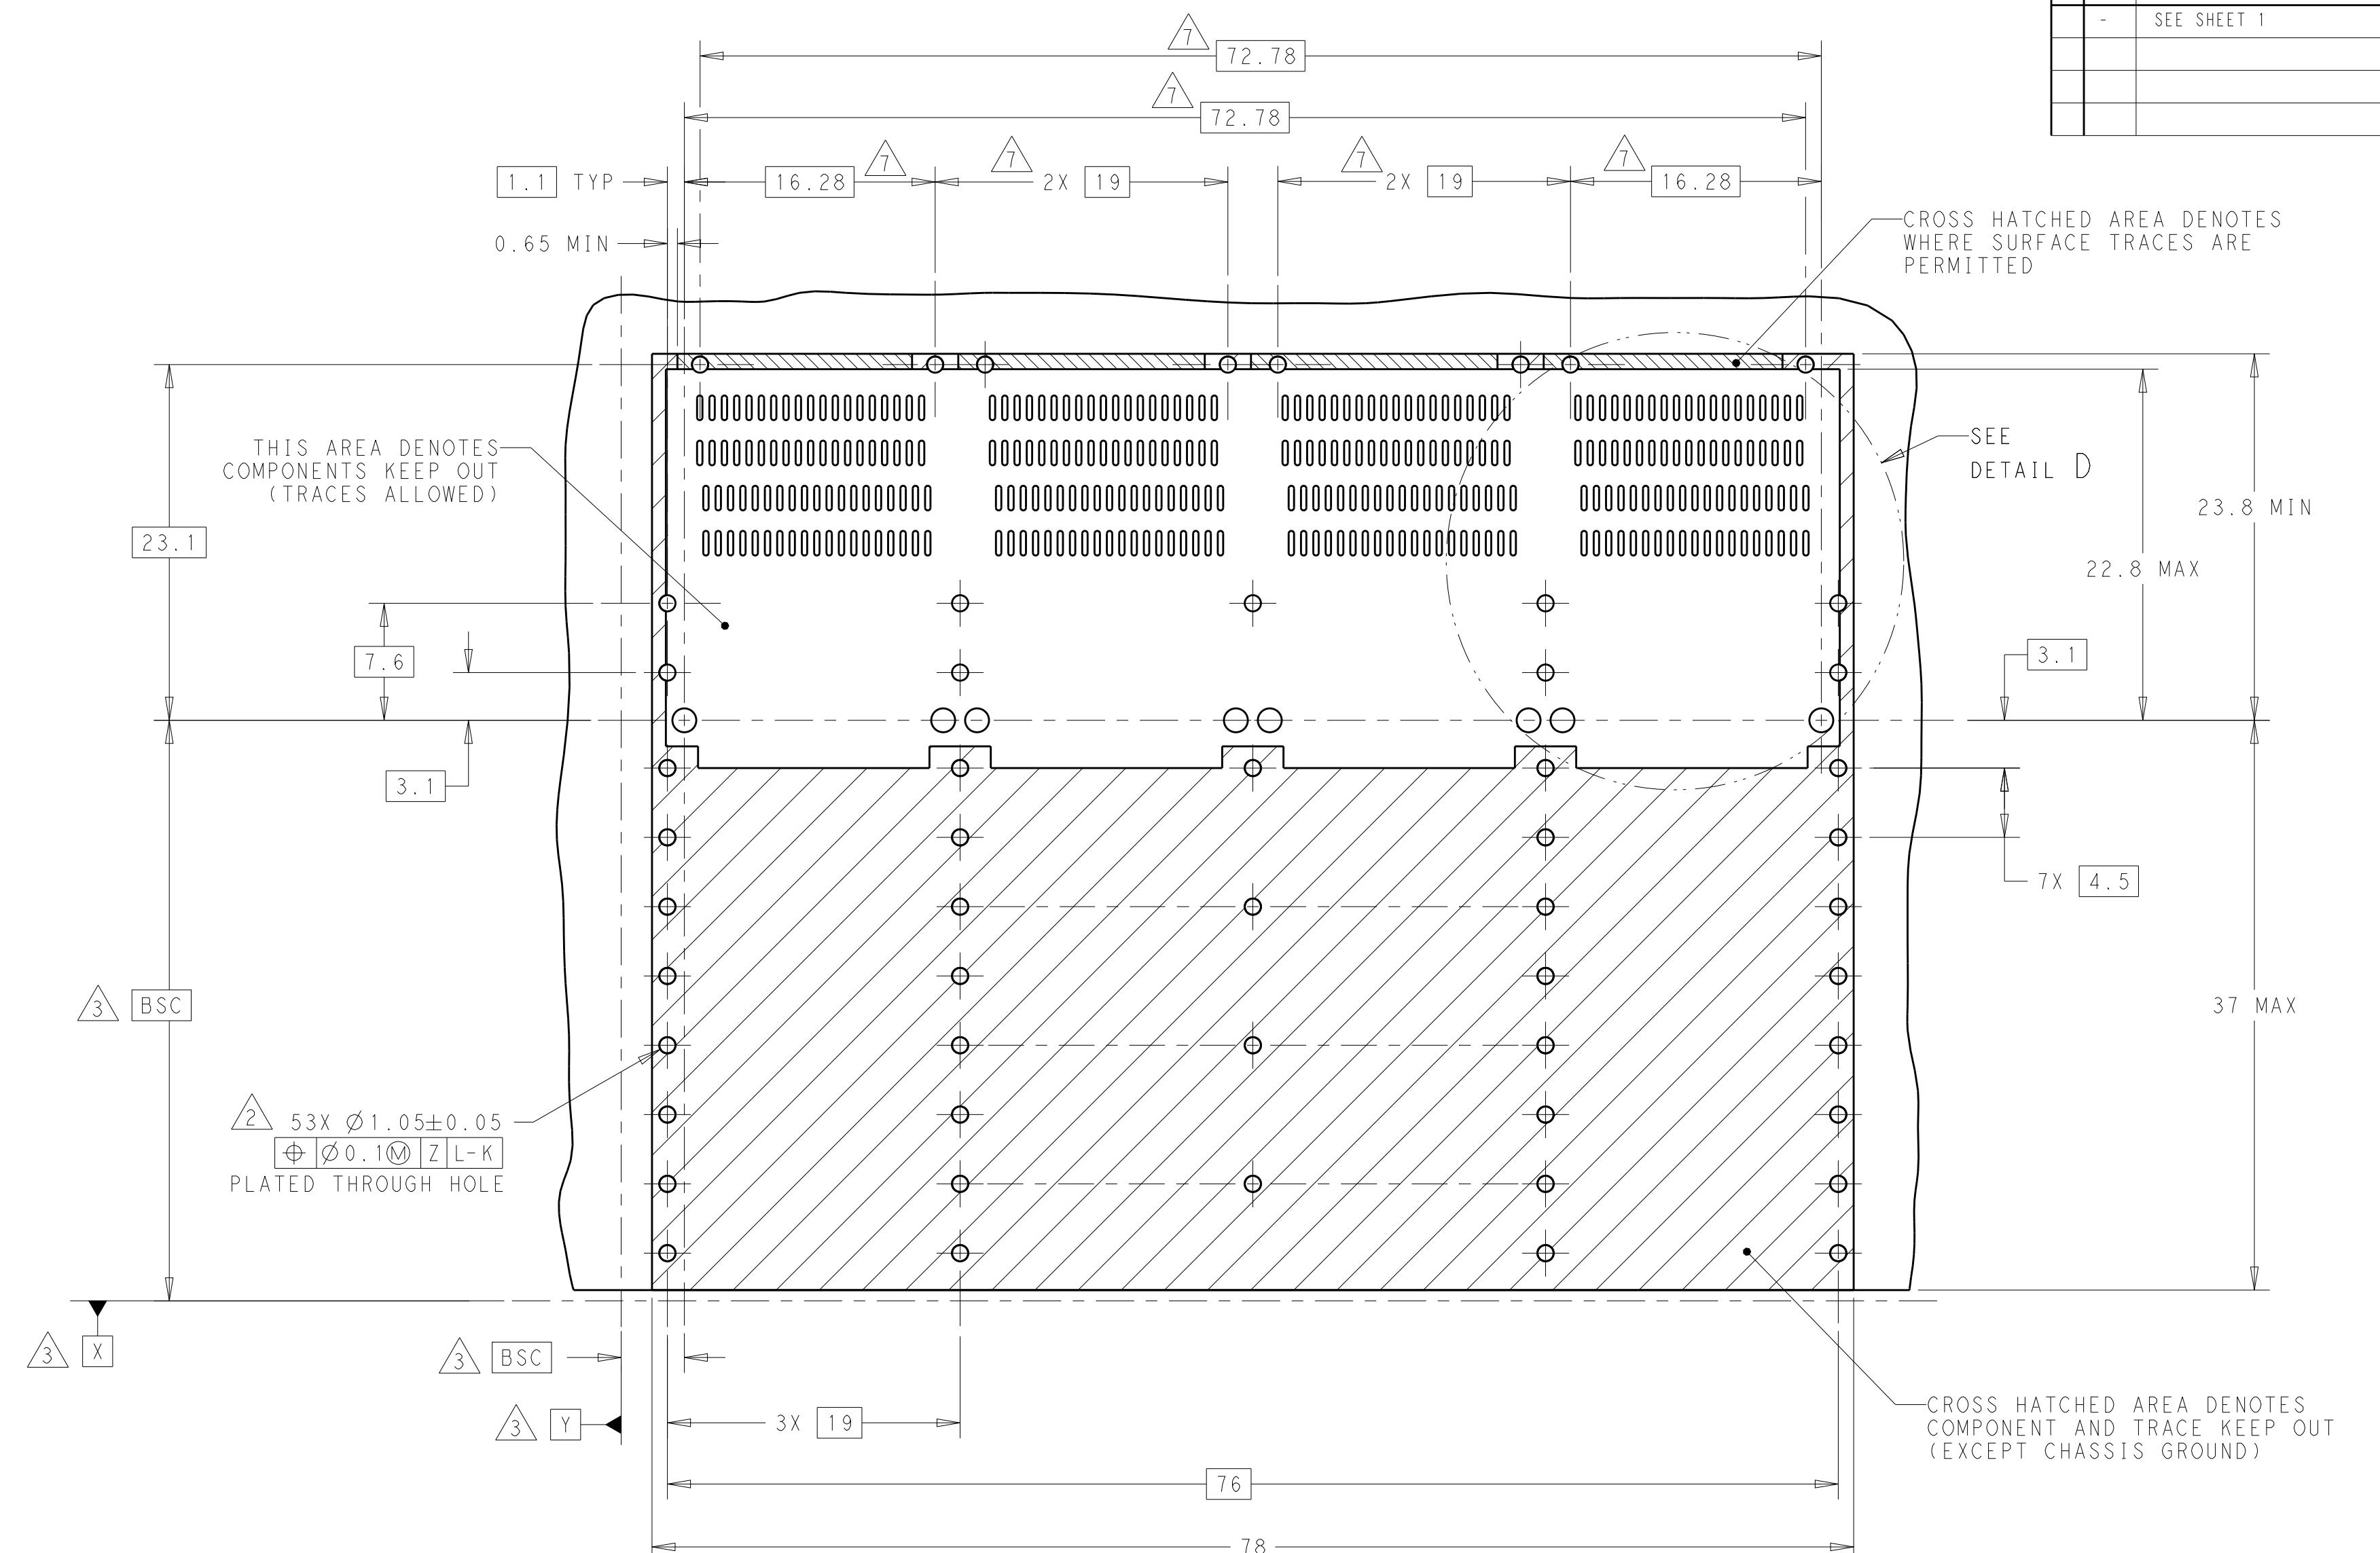 - SEE SHEET 1
7
72.78
7
72.78
1.1 TYP
16.28
7
7
2X 19
7
2X 19
7
16.28
0.65 MIN
CROSS HATCHED AREA DENOTES
WHERE SURFACE TRACES ARE
PERMITTED
THIS AREA DENOTES
COMPONENTS KEEP OUT
(TRACES ALLOWED)
SEE
DETAIL D
23.1
23.8 MIN
22.8 MAX
7.6
3.1
3.1
7X 4.5
3 BSC
37 MAX
2 53X Ø1.05±0.05
⌖ Ø0.1Ⓜ Z L-K
PLATED THROUGH HOLE
3 X
3 BSC
3 Y
3X 19
CROSS HATCHED AREA DENOTES
COMPONENT AND TRACE KEEP OUT
(EXCEPT CHASSIS GROUND)
76
78